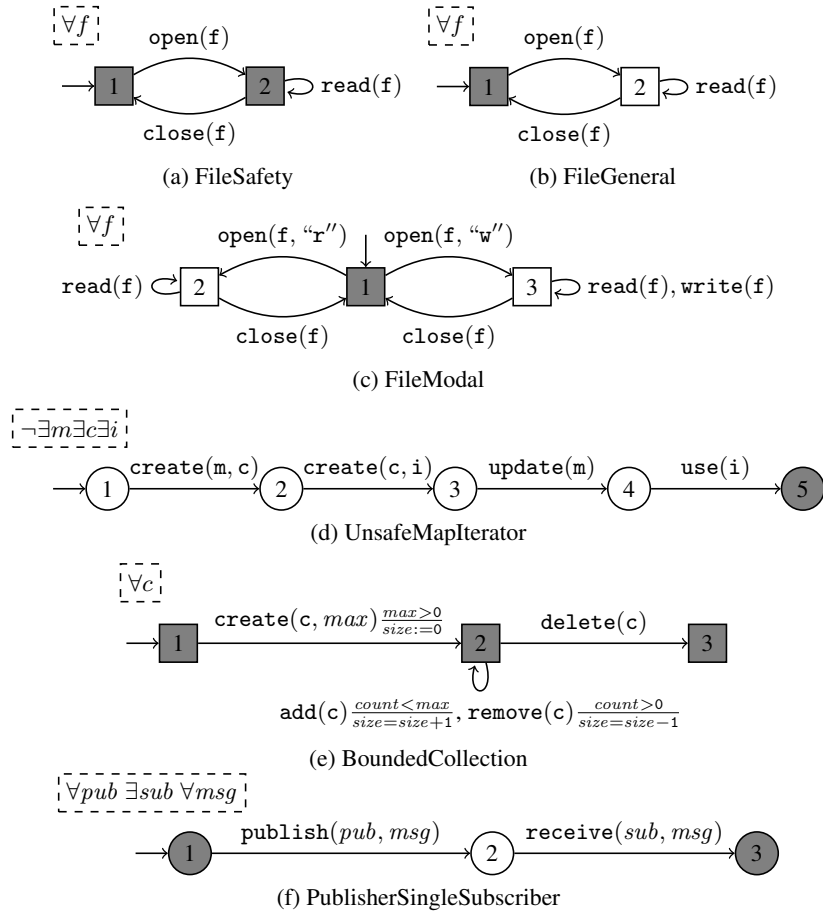 ∀f
open(f)
1
2
read(f)
close(f)
(a) FileSafety
∀f
open(f)
1
2
read(f)
close(f)
(b) FileGeneral
∀f
open(f, “r″)
open(f, “w″)
read(f)
2
1
3
read(f), write(f)
close(f)
close(f)
(c) FileModal
¬∃m∃c∃i
create(m, c)
create(c, i)
update(m)
use(i)
1
2
3
4
5
(d) UnsafeMapIterator
∀c
create(c, max) max>0 / size:=0
delete(c)
1
2
3
add(c) count<max / size=size+1, remove(c) count>0 / size=size−1
(e) BoundedCollection
∀pub ∃sub ∀msg
publish(pub, msg)
receive(sub, msg)
1
2
3
(f) PublisherSingleSubscriber